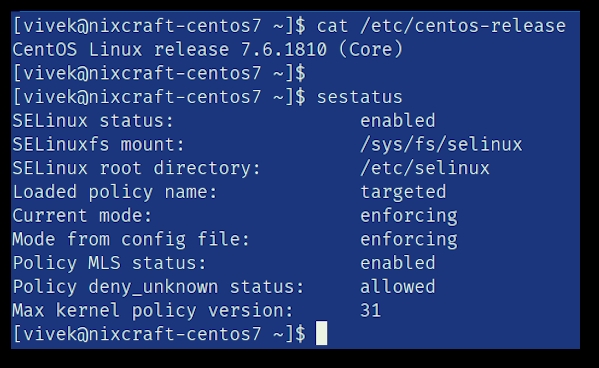 [vivek@nixcraft-centos7 ~]$ cat /etc/centos-release
CentOS Linux release 7.6.1810 (Core)
[vivek@nixcraft-centos7 ~]$
[vivek@nixcraft-centos7 ~]$ sestatus
SELinux status:                 enabled
SELinuxfs mount:                /sys/fs/selinux
SELinux root directory:         /etc/selinux
Loaded policy name:             targeted
Current mode:                   enforcing
Mode from config file:          enforcing
Policy MLS status:              enabled
Policy deny_unknown status:     allowed
Max kernel policy version:      31
[vivek@nixcraft-centos7 ~]$